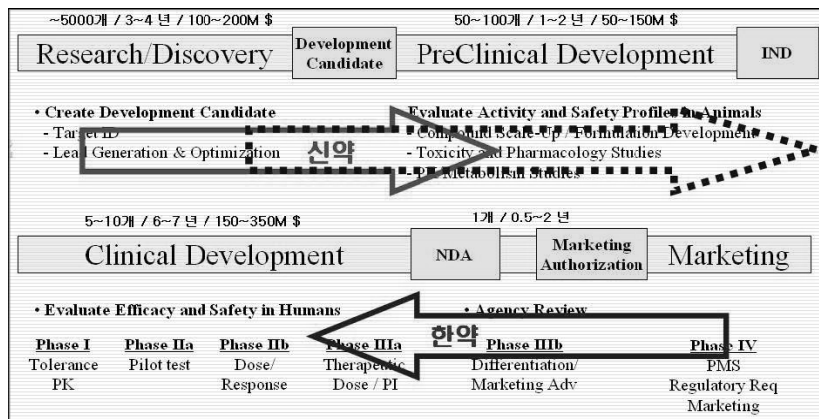 ~5000개 / 3~4 년 / 100~200M $
50~100개 / 1~2 년 / 50~150M $
Research/Discovery
Development
Candidate
PreClinical Development
IND
• Create Development Candidate
- Target ID
- Lead Generation & Optimization
Evaluate Activity and Safety Profiles in Animals
- Compound Scale-Up / Formulation Development
- Toxicity and Pharmacology Studies
Metabolism Studies
신약
5~10개 / 6~7 년 / 150~350M $
1개 / 0.5~2 년
Clinical Development
NDA
Marketing
Authorization
Marketing
• Evaluate Efficacy and Safety in Humans
• Agency Review
한약
Phase I
Tolerance
PK
Phase IIa
Pilot test
Phase IIb
Dose/
Response
Phase IIIa
Therapeutic
Dose / PI
Phase IIIb
Differentiation/
Marketing Adv
Phase IV
PMS
Regulatory Req
Marketing